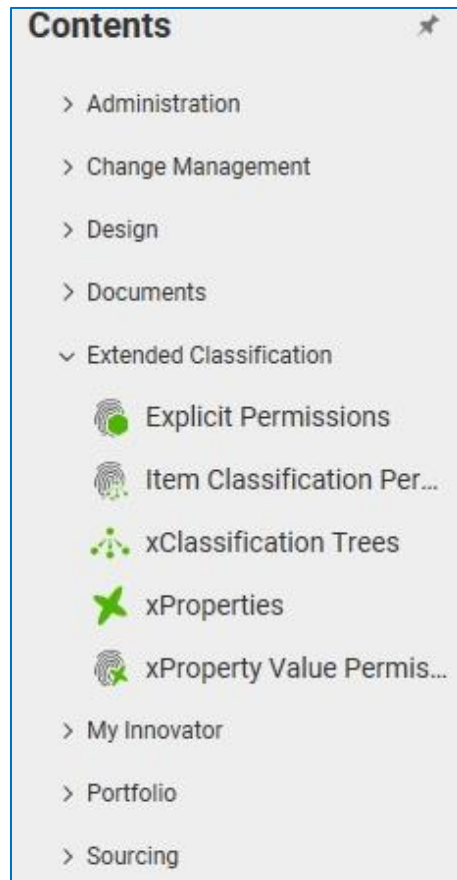 Contents
Administration
Change Management
Design
Documents
Extended Classification
Explicit Permissions
Item Classification Per...
xClassification Trees
xProperties
xProperty Value Permis...
My Innovator
Portfolio
Sourcing